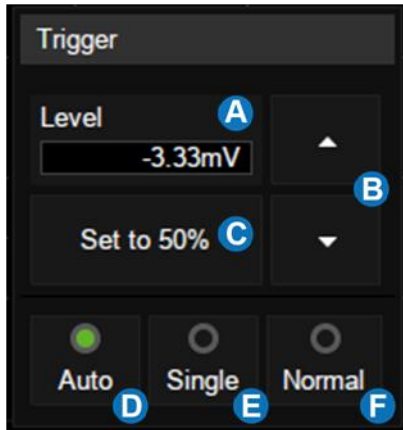 Trigger
Level A
-3.33mV
B
Set to 50% C
Auto Single Normal
D E F